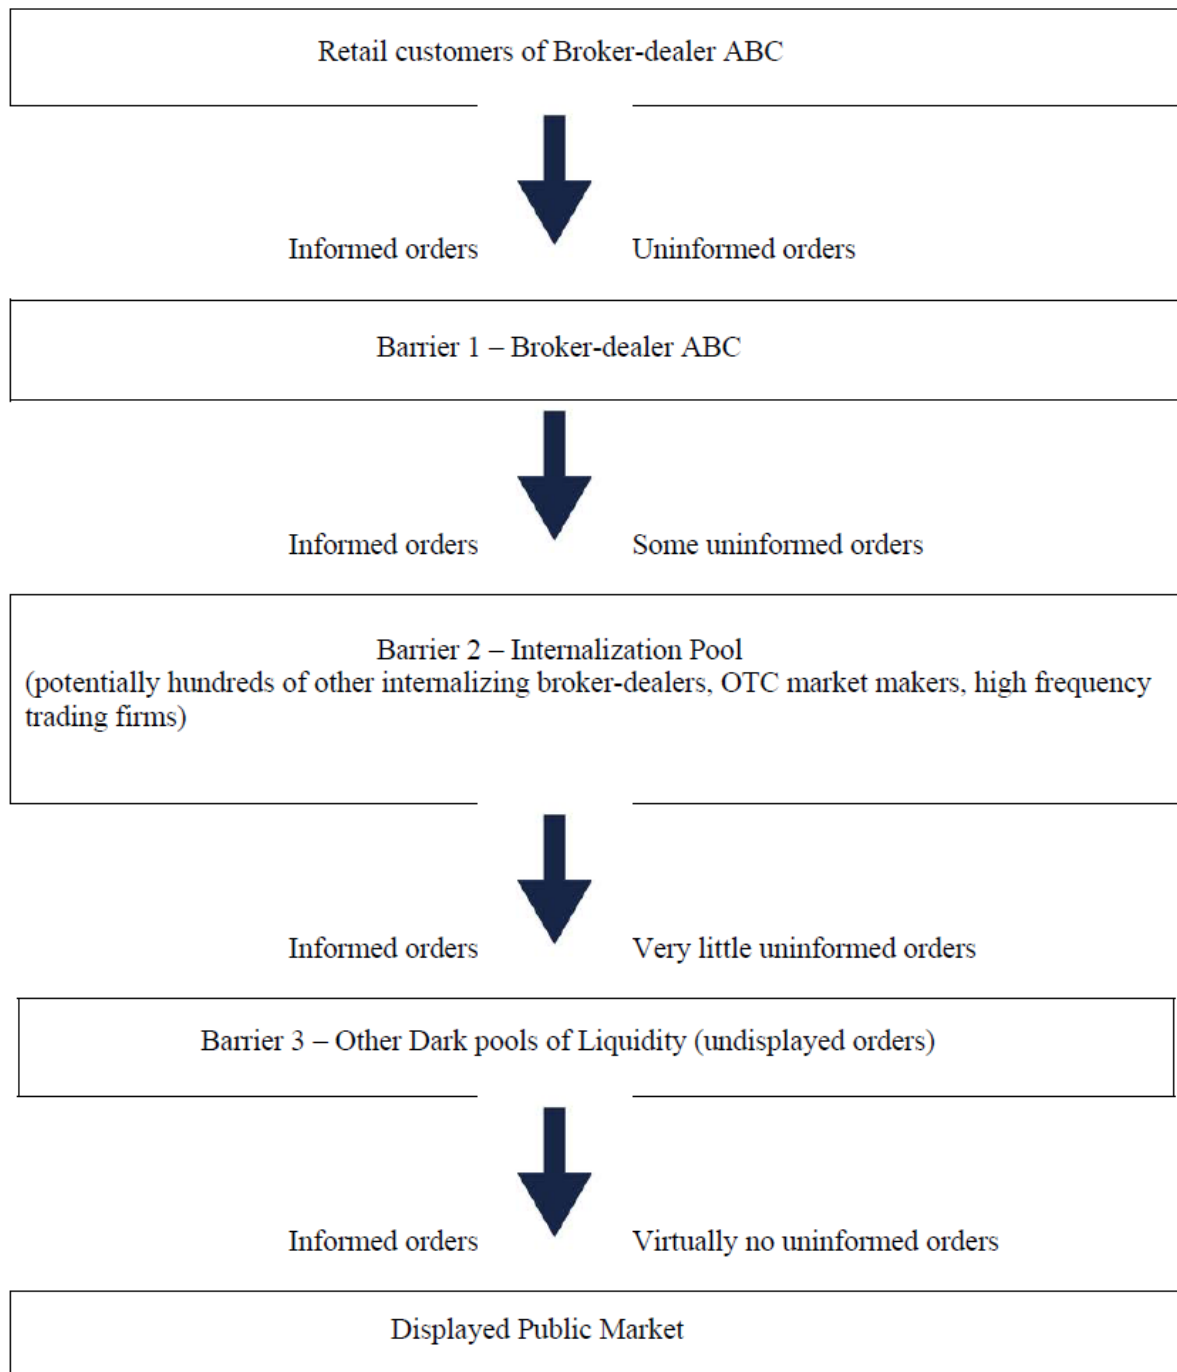 Retail customers of Broker-dealer ABC
Informed orders Uninformed orders
Barrier 1 – Broker-dealer ABC
Informed orders Some uninformed orders
Barrier 2 – Internalization Pool
(potentially hundreds of other internalizing broker-dealers, OTC market makers, high frequency
trading firms)
Informed orders Very little uninformed orders
Barrier 3 – Other Dark pools of Liquidity (undisplayed orders)
Informed orders Virtually no uninformed orders
Displayed Public Market